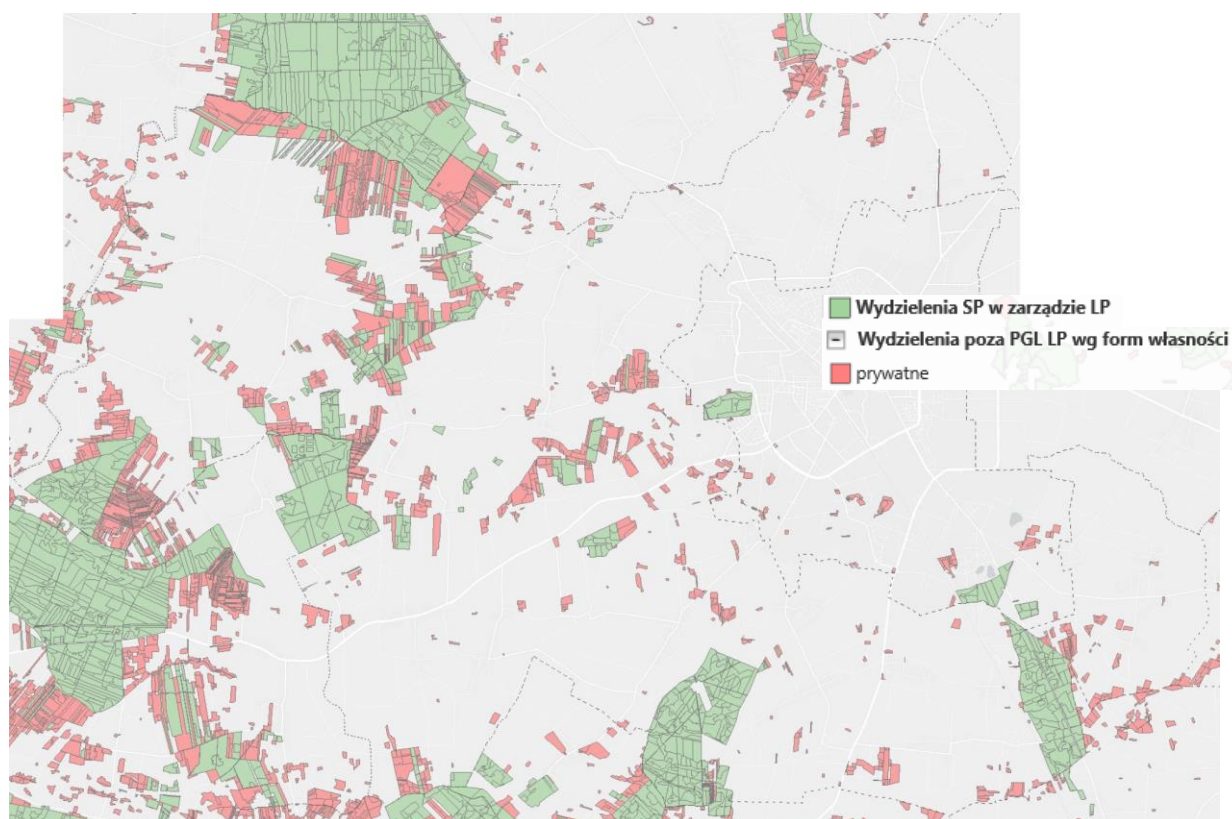 Wydzielenia SP w zarządzie LP
Wydzielenia poza PGL LP wg form własności
prywatne